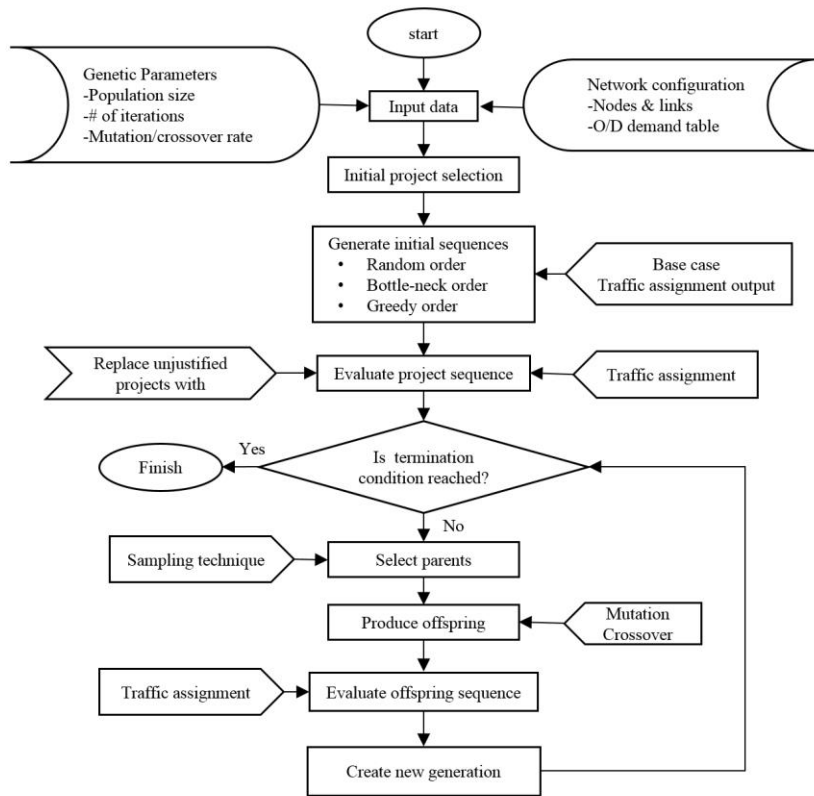 start
Genetic Parameters
-Population size
-# of iterations
-Mutation/crossover rate
Input data
Network configuration
-Nodes & links
-O/D demand table
Initial project selection
Generate initial sequences
• Random order
• Bottle-neck order
• Greedy order
Base case
Traffic assignment output
Replace unjustified
projects with
Evaluate project sequence
Traffic assignment
Yes
Finish
Is termination
condition reached?
No
Sampling technique
Select parents
Produce offspring
Mutation
Crossover
Traffic assignment
Evaluate offspring sequence
Create new generation